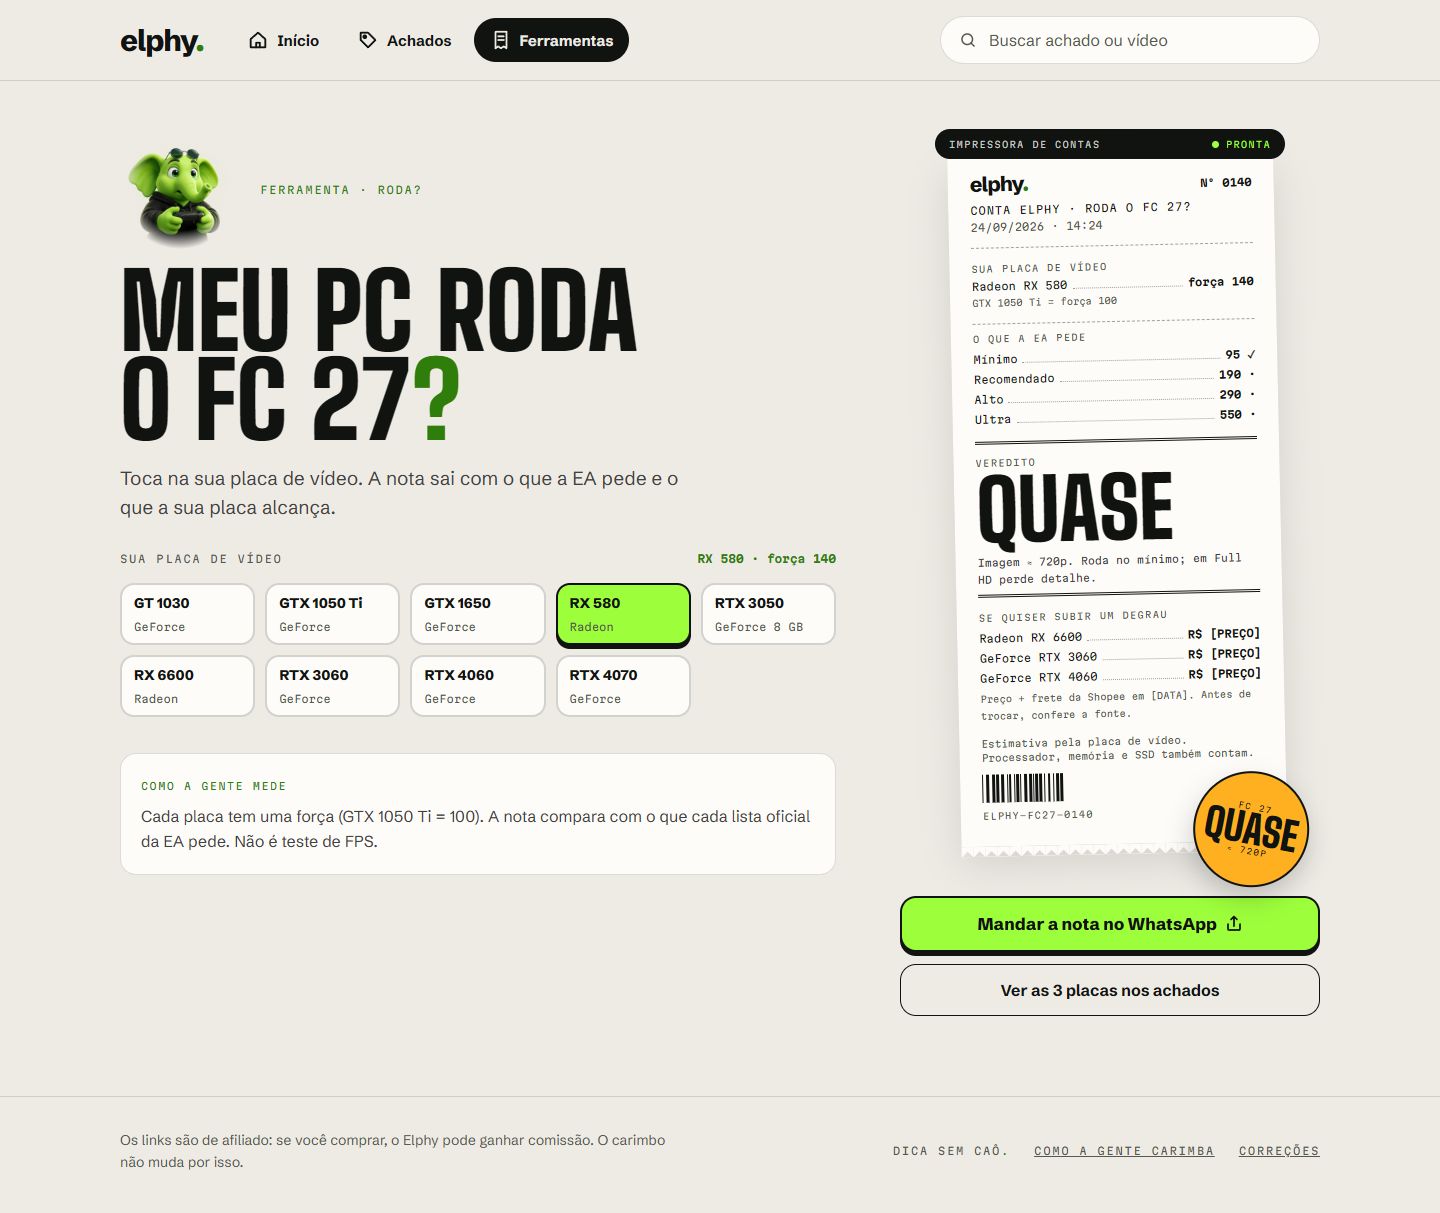 elphy.
Início
Achados
Ferramentas
Buscar achado ou vídeo
FERRAMENTA · RODA?
MEU PC RODA
O FC 27?
Toca na sua placa de vídeo. A nota sai com o que a EA pede e o
que a sua placa alcança.
SUA PLACA DE VÍDEO
RX 580 · força 140
GT 1030
GeForce
GTX 1050 Ti
GeForce
GTX 1650
GeForce
RX 580
Radeon
RTX 3050
GeForce 8 GB
RX 6600
Radeon
RTX 3060
GeForce
RTX 4060
GeForce
RTX 4070
GeForce
COMO A GENTE MEDE
Cada placa tem uma força (GTX 1050 Ti = 100). A nota compara com o que cada lista oficial
da EA pede. Não é teste de FPS.
IMPRESSORA DE CONTAS
PRONTA
elphy.
N° 0140
CONTA ELPHY · RODA O FC 27?
24/09/2026 · 14:24
SUA PLACA DE VÍDEO
Radeon RX 580 força 140
GTX 1050 Ti = força 100
O QUE A EA PEDE
Mínimo 95 ✓
Recomendado 190 ·
Alto 290 ·
Ultra 550 ·
VEREDITO
QUASE
Imagem ≈ 720p. Roda no mínimo; em Full
HD perde detalhe.
SE QUISER SUBIR UM DEGRAU
Radeon RX 6600 R$ [PREÇO]
GeForce RTX 3060 R$ [PREÇO]
GeForce RTX 4060 R$ [PREÇO]
Preço + frete da Shopee em [DATA]. Antes de
trocar, confere a fonte.
Estimativa pela placa de vídeo.
Processador, memória e SSD também contam.
ELPHY-FC27-0140
FC 27
QUASE
≈ 720P
Mandar a nota no WhatsApp
Ver as 3 placas nos achados
Os links são de afiliado: se você comprar, o Elphy pode ganhar comissão. O carimbo
não muda por isso.
DICA SEM CAÔ.
COMO A GENTE CARIMBA
CORREÇÕES